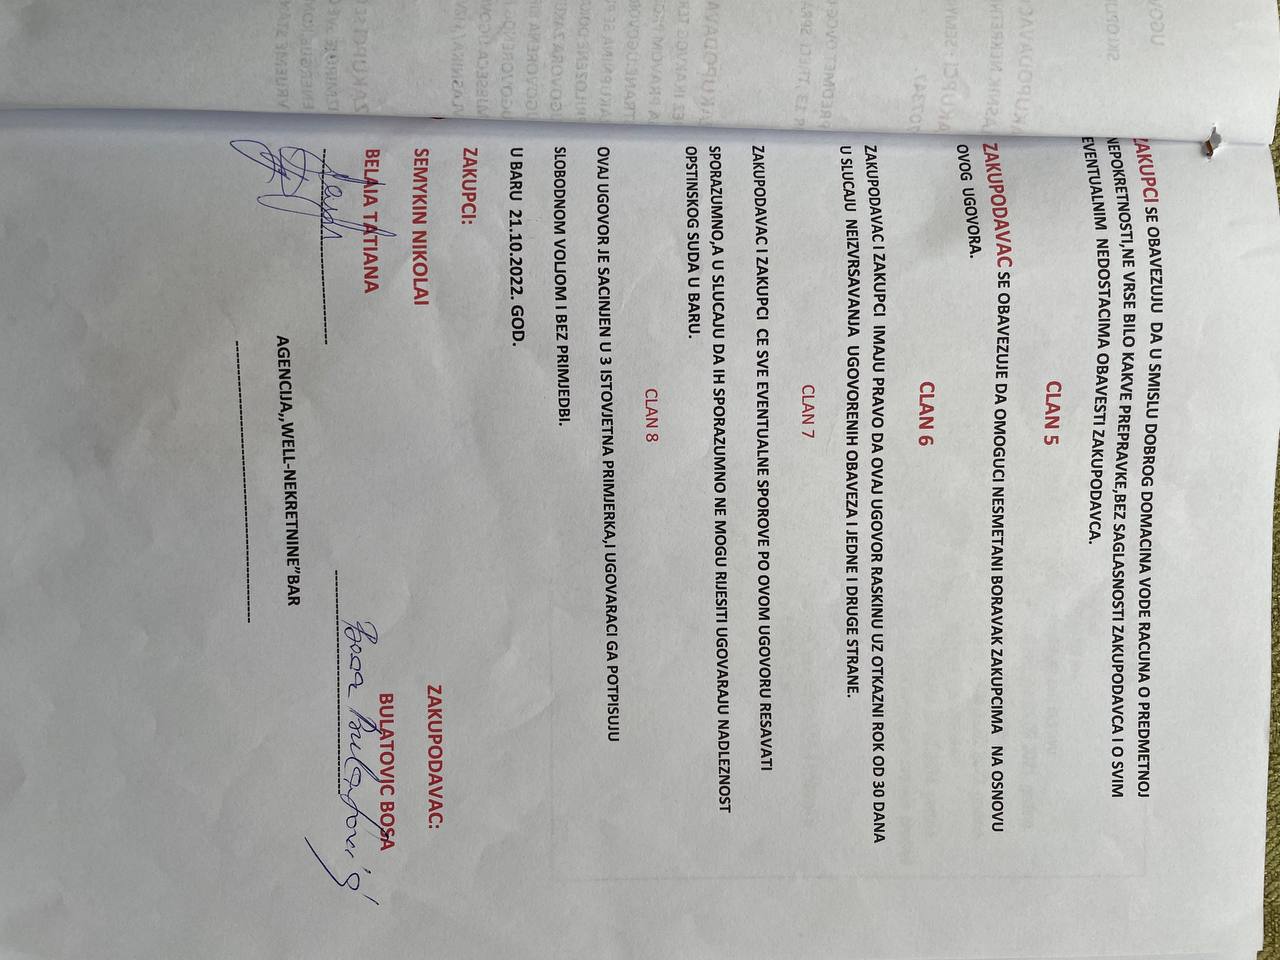 ZAKUPCI SE OBAVEZUJU DA U SMISLU DOBROG DOMACINA VODE RACUNA O PREDMETNOJ
NEPOKRETNOSTI,NE VRSE BILO KAKVE PREPRAVKE,BEZ SAGLASNOSTI ZAKUPODAVCA I O SVIM
EVENTUALNIM NEDOSTACIMA OBAVESTI ZAKUPODAVCA.
CLAN 5
ZAKUPODAVAC SE OBAVEZUJE DA OMOGUCI NESMETANI BORAVAK ZAKUPCIMA NA OSNOVU
OVOG UGOVORA.
CLAN 6
ZAKUPODAVAC I ZAKUPCI IMAJU PRAVO DA OVAJ UGOVOR RASKINU UZ OTKAZNI ROK OD 30 DANA
U SLUCAJU NEIZVRSAVANJA UGOVORENIH OBAVEZA I JEDNE I DRUGE STRANE.
CLAN 7
ZAKUPODAVAC I ZAKUPCI CE SVE EVENTUALNE SPOROVE PO OVOM UGOVORU RESAVATI
SPORAZUMNO,A U SLUCAJU DA IH SPORAZUMNO NE MOGU RIJESITI UGOVARAJU NADLEZNOST
OPSTINSKOG SUDA U BARU.
CLAN 8
OVAJ UGOVOR JE SACINJEN U 3 ISTOVJETNA PRIMJERKA,I UGOVARACI GA POTPISUJU
SLOBODNOM VOLJOM I BEZ PRIMJEDBI.
U BARU 21.10.2022. GOD.
ZAKUPCI:
ZAKUPODAVAC:
SEMYKIN NIKOLAI
BELAIA TATIANA
BULATOVIC BOSA
Bosa Bulatović
AGENCIJA,,WELL-NEKRETNINE”BAR